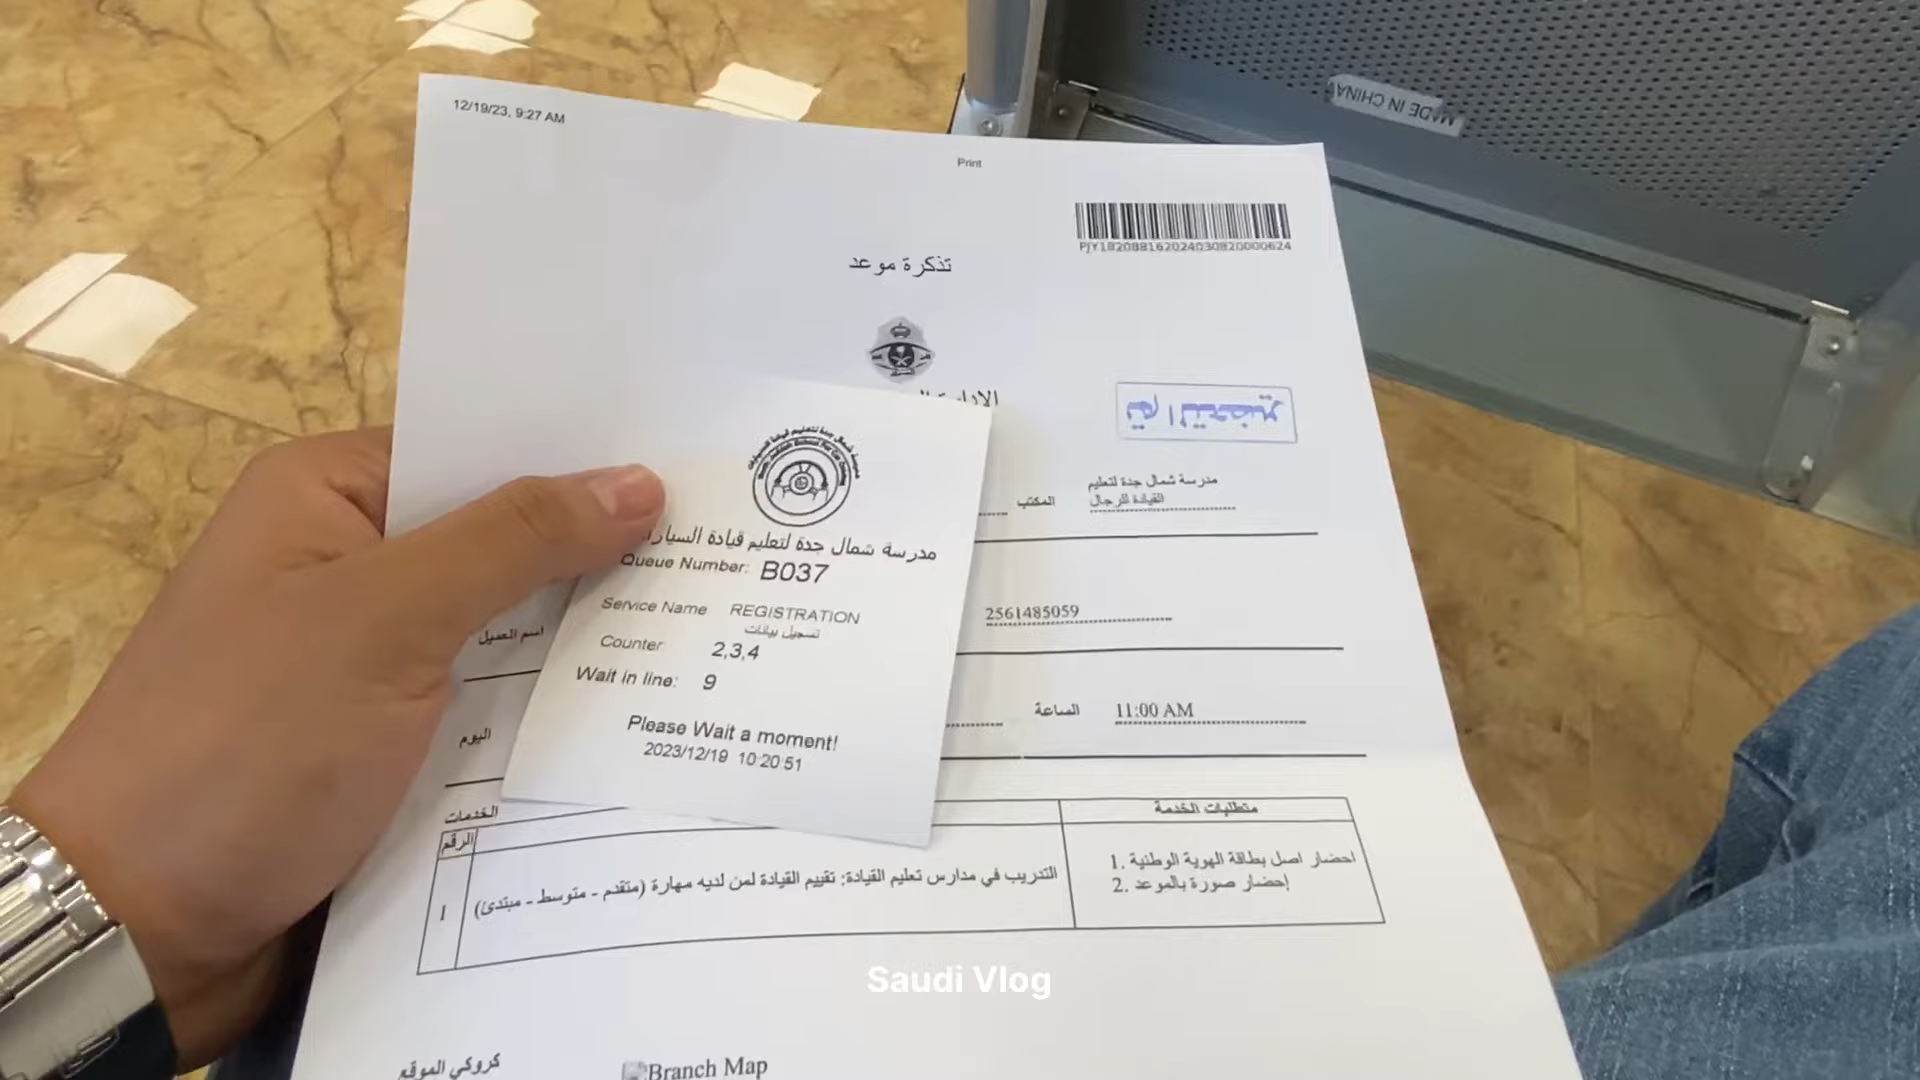 12/19/23, 9:27 AM
Print
MADE IN CHINA
PJY18208816202403082000624
تذكرة موعد
تم التحضير
المكتب
مدرسة شمال جدة لتعليم
القيادة للرجال
مدرسة شمال جدة لتعليم قيادة
Queue Number: B037
Service Name REGISTRATION
تسجيل بيانات
Counter: 2,3,4
Wait in line: 9
Please Wait a moment!
2023/12/19 10:20:51
اسم العميل
2561485059
اليوم
الساعة
11:00 AM
الخدمات
الرقم
متطلبات الخدمة
1
التدريب في مدارس تعليم القيادة: تقييم القيادة لمن لديه مهارة (متقدم - متوسط - مبتدئ)
1. احضار اصل بطاقة الهوية الوطنية
2. إحضار صورة بالموعد
Saudi Vlog
كروكي الموقع
Branch Map